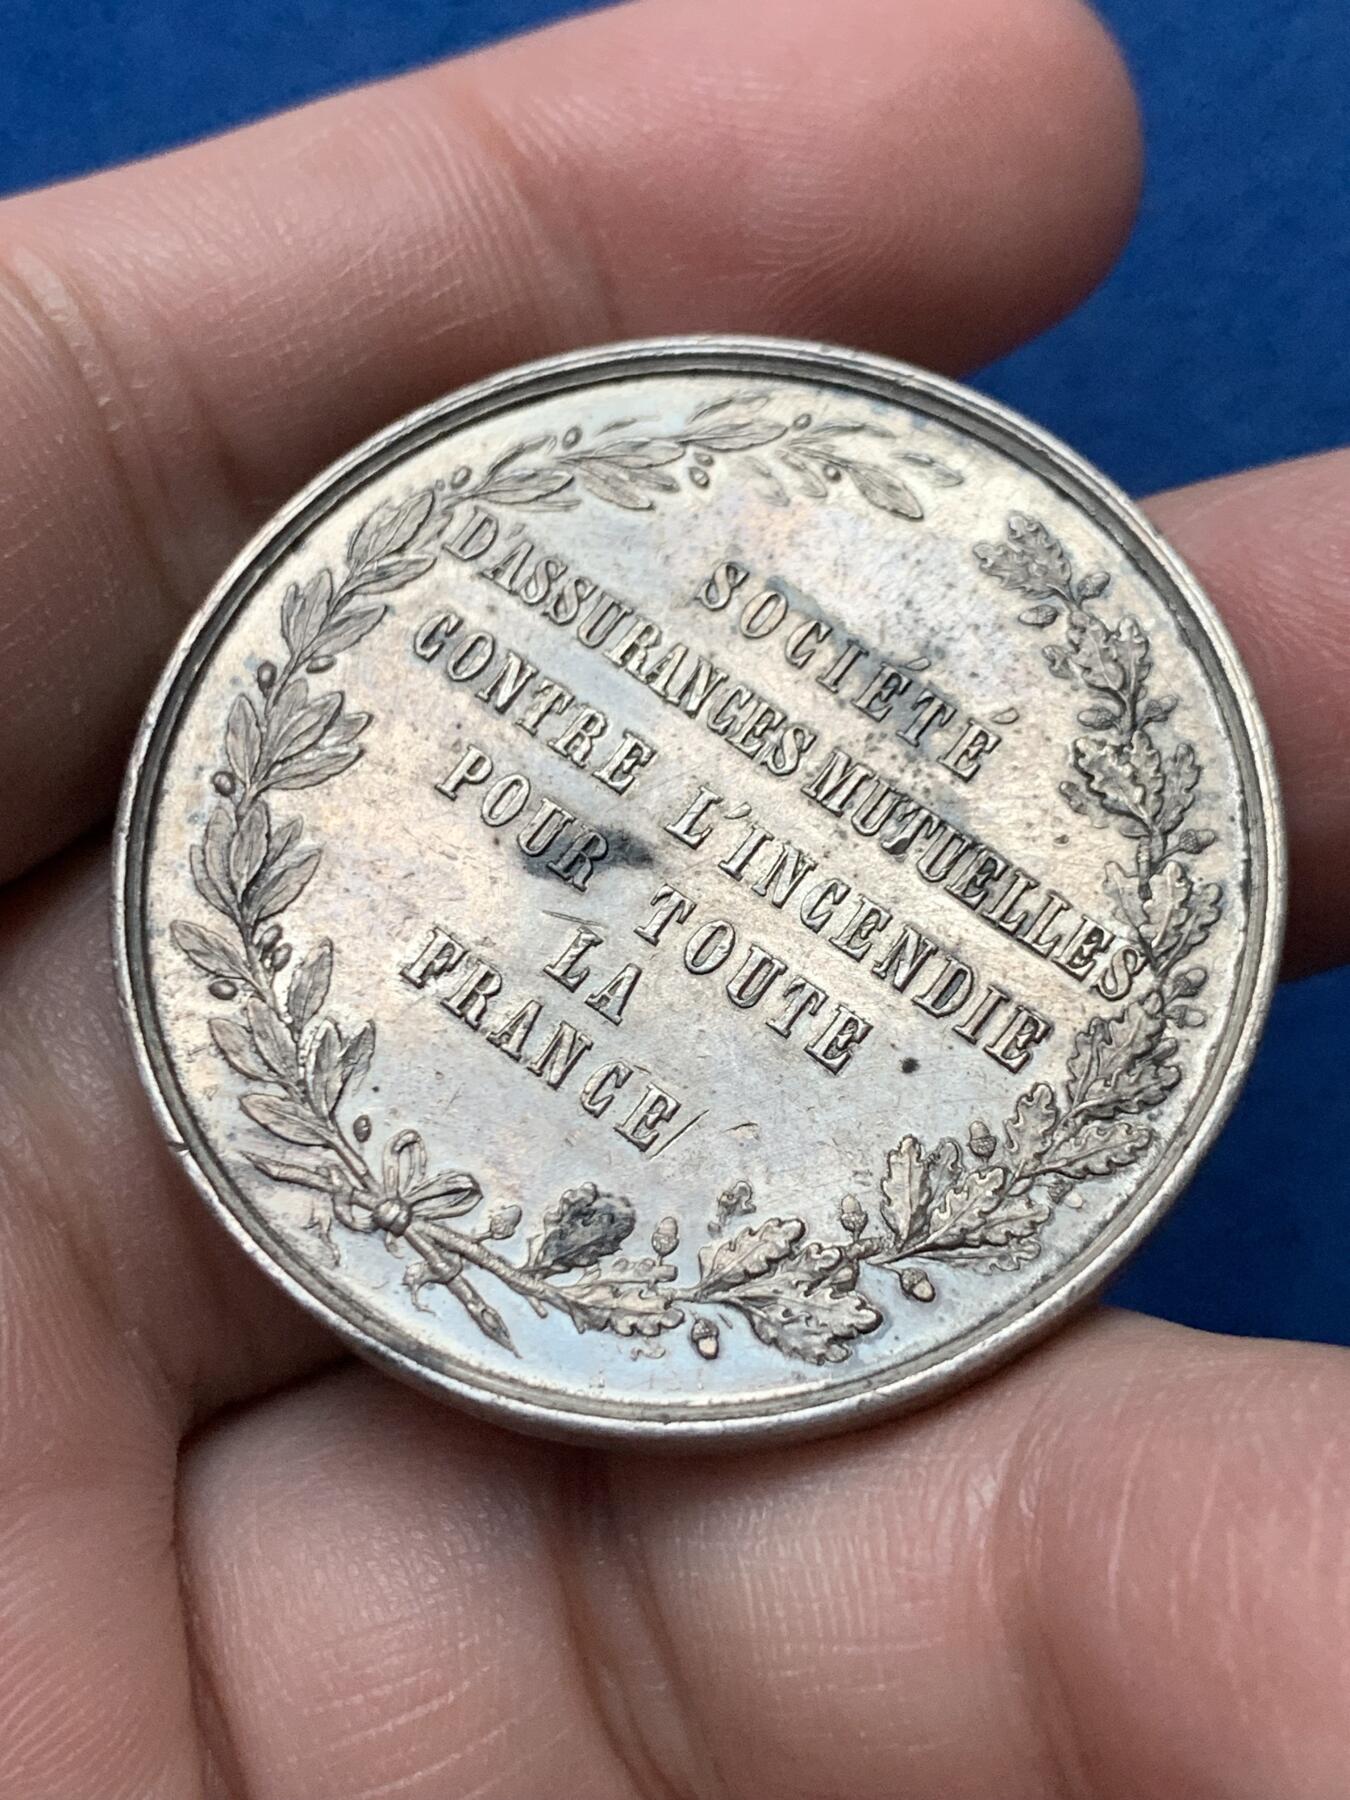 SOCIÉTÉ
D'ASSURANCES MUTUELLES
CONTRE L'INCENDIE
POUR TOUTE
LA
FRANCE